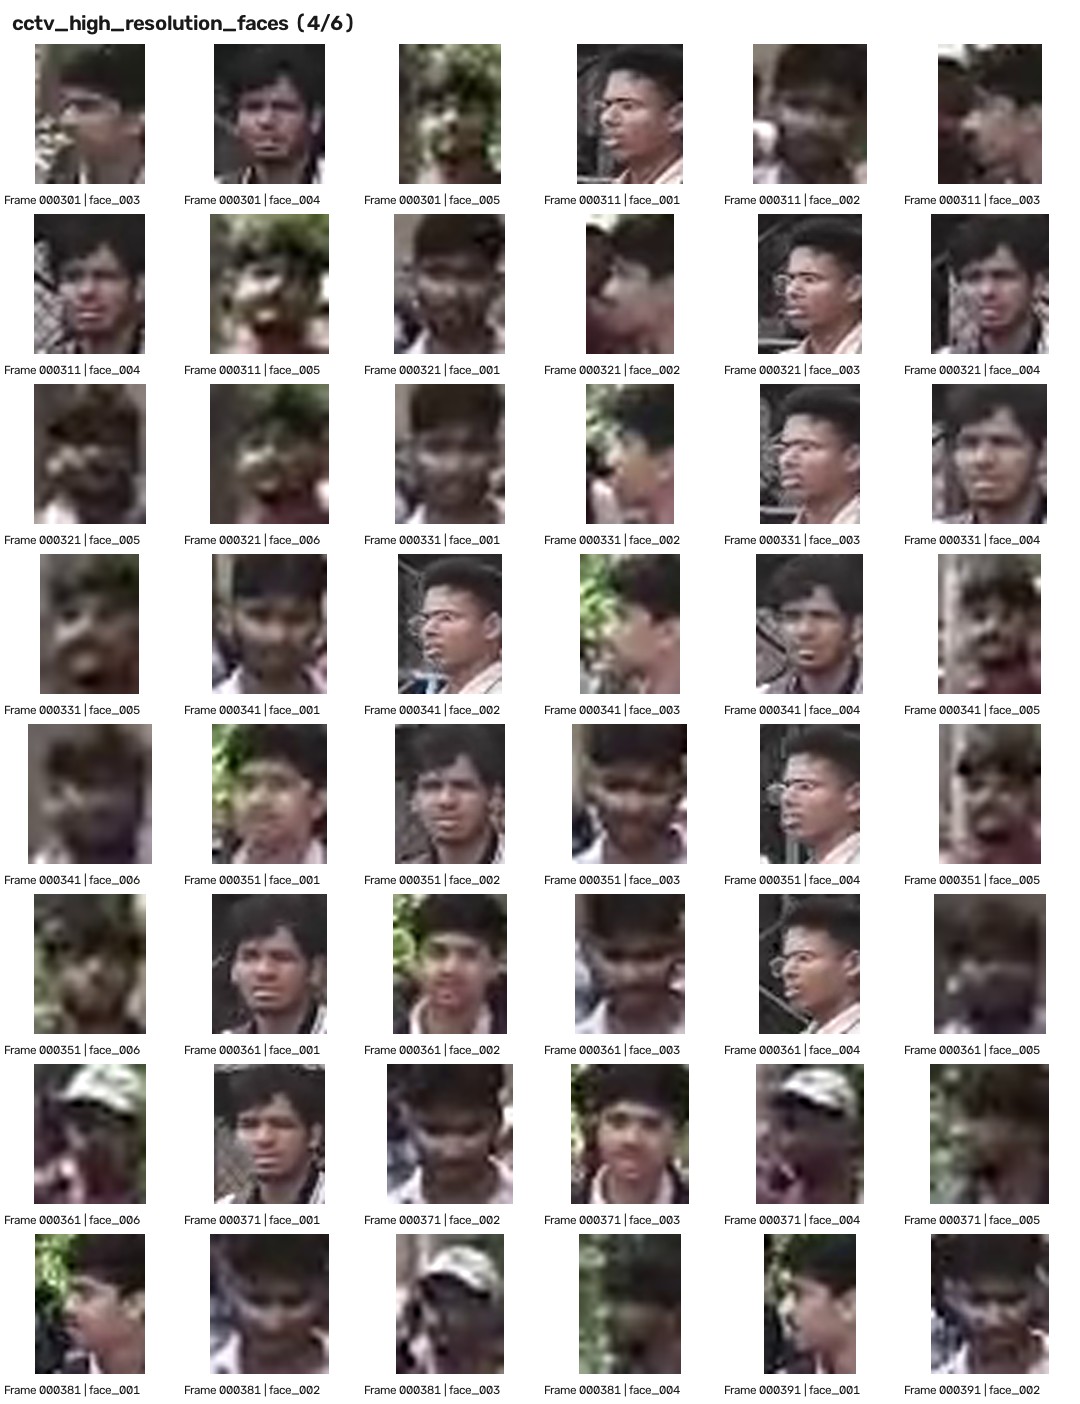 cctv_high_resolution_faces (4/6)
Frame 000301 | face_003
Frame 000301 | face_004
Frame 000301 | face_005
Frame 000311 | face_001
Frame 000311 | face_002
Frame 000311 | face_003
Frame 000311 | face_004
Frame 000311 | face_005
Frame 000321 | face_001
Frame 000321 | face_002
Frame 000321 | face_003
Frame 000321 | face_004
Frame 000321 | face_005
Frame 000321 | face_006
Frame 000331 | face_001
Frame 000331 | face_002
Frame 000331 | face_003
Frame 000331 | face_004
Frame 000331 | face_005
Frame 000341 | face_001
Frame 000341 | face_002
Frame 000341 | face_003
Frame 000341 | face_004
Frame 000341 | face_005
Frame 000341 | face_006
Frame 000351 | face_001
Frame 000351 | face_002
Frame 000351 | face_003
Frame 000351 | face_004
Frame 000351 | face_005
Frame 000351 | face_006
Frame 000361 | face_001
Frame 000361 | face_002
Frame 000361 | face_003
Frame 000361 | face_004
Frame 000361 | face_005
Frame 000361 | face_006
Frame 000371 | face_001
Frame 000371 | face_002
Frame 000371 | face_003
Frame 000371 | face_004
Frame 000371 | face_005
Frame 000381 | face_001
Frame 000381 | face_002
Frame 000381 | face_003
Frame 000381 | face_004
Frame 000391 | face_001
Frame 000391 | face_002